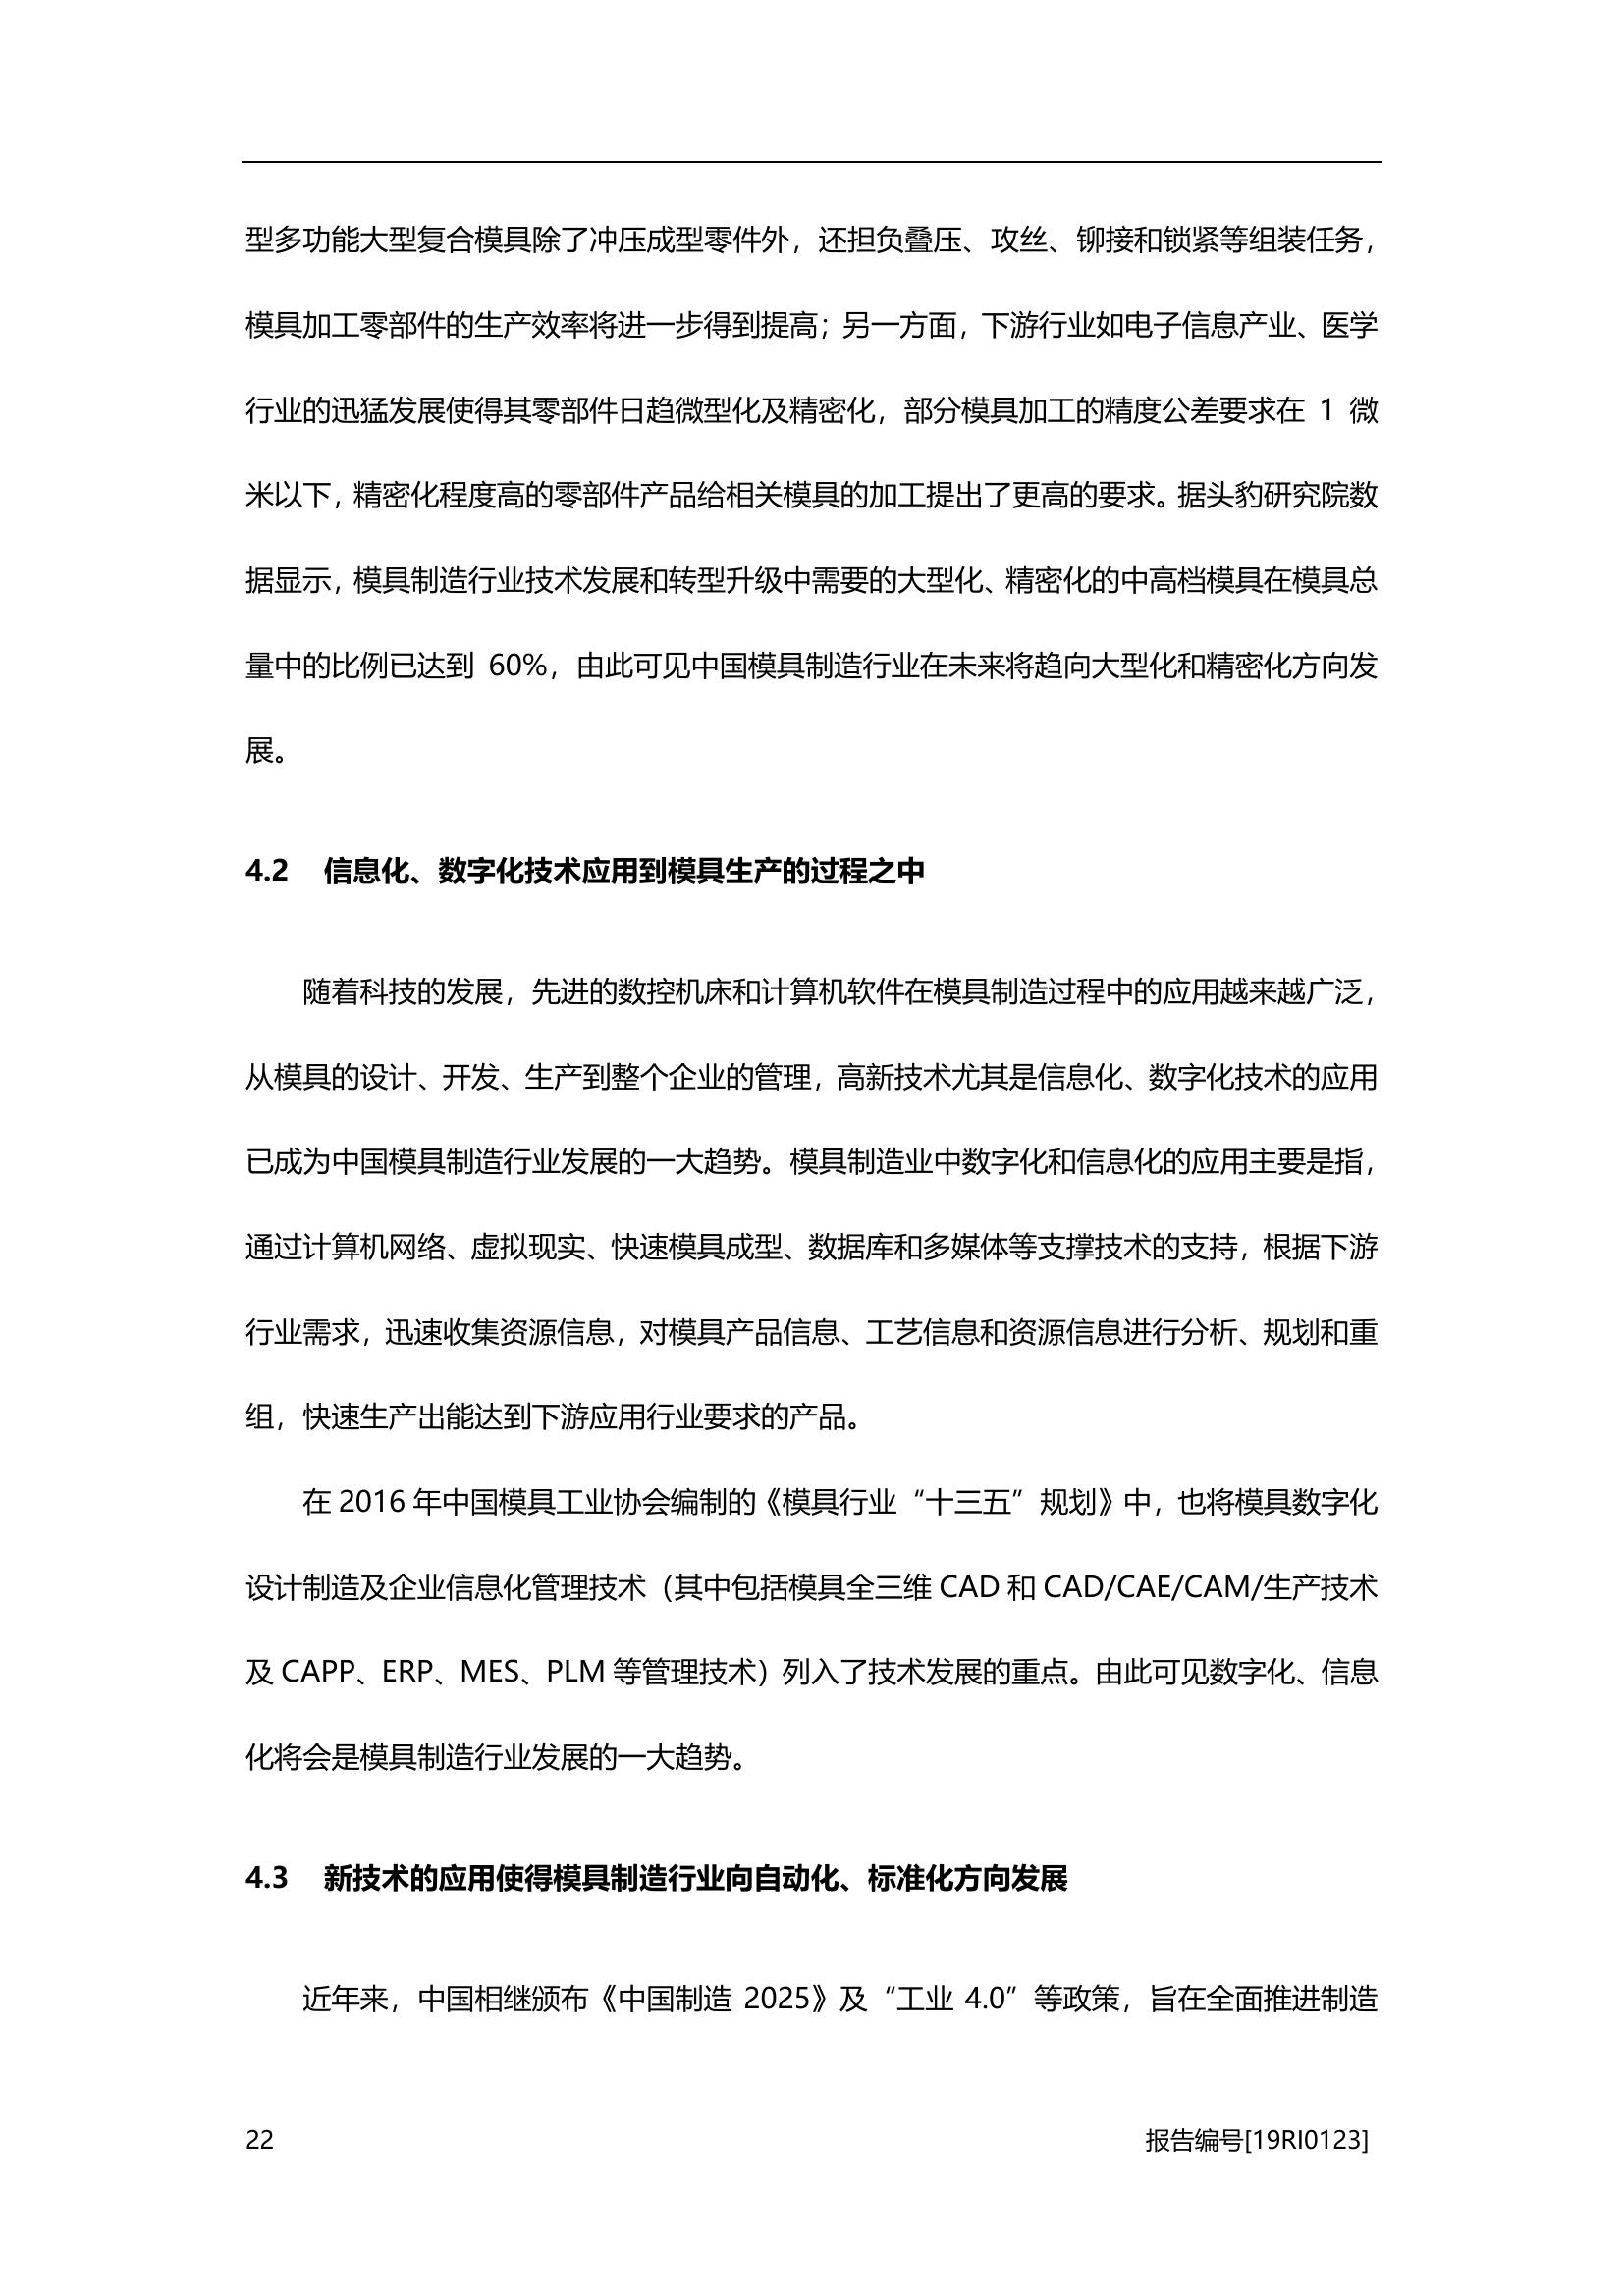 型多功能大型复合模具除了冲压成型零件外，还担负叠压、攻丝、铆接和锁紧等组装任务，
模具加工零部件的生产效率将进一步得到提高；另一方面，下游行业如电子信息产业、医学
行业的迅猛发展使得其零部件日趋微型化及精密化，部分模具加工的精度公差要求在 1 微
米以下，精密化程度高的零部件产品给相关模具的加工提出了更高的要求。据头豹研究院数
据显示，模具制造行业技术发展和转型升级中需要的大型化、精密化的中高档模具在模具总
量中的比例已达到 60%，由此可见中国模具制造行业在未来将趋向大型化和精密化方向发
展。
4.2 信息化、数字化技术应用到模具生产的过程之中
随着科技的发展，先进的数控机床和计算机软件在模具制造过程中的应用越来越广泛，
从模具的设计、开发、生产到整个企业的管理，高新技术尤其是信息化、数字化技术的应用
已成为中国模具制造行业发展的一大趋势。模具制造业中数字化和信息化的应用主要是指，
通过计算机网络、虚拟现实、快速模具成型、数据库和多媒体等支撑技术的支持，根据下游
行业需求，迅速收集资源信息，对模具产品信息、工艺信息和资源信息进行分析、规划和重
组，快速生产出能达到下游应用行业要求的产品。
在 2016 年中国模具工业协会编制的《模具行业“十三五”规划》中，也将模具数字化
设计制造及企业信息化管理技术（其中包括模具全三维 CAD 和 CAD/CAE/CAM/生产技术
及 CAPP、ERP、MES、PLM 等管理技术）列入了技术发展的重点。由此可见数字化、信息
化将会是模具制造行业发展的一大趋势。
4.3 新技术的应用使得模具制造行业向自动化、标准化方向发展
近年来，中国相继颁布《中国制造 2025》及“工业 4.0”等政策，旨在全面推进制造
22 报告编号[19RI0123]